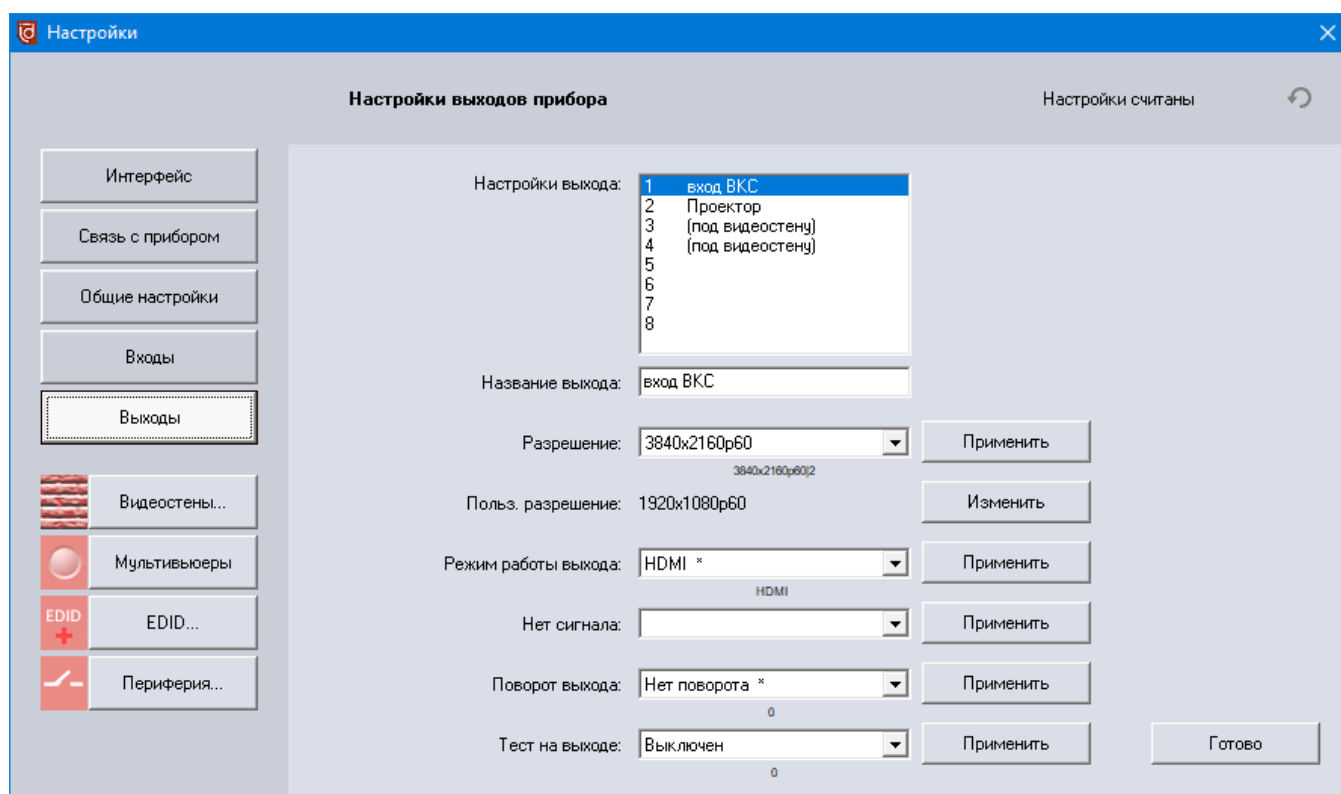 Настройки
Настройки выходов прибора
Настройки считаны
Интерфейс
Связь с прибором
Общие настройки
Входы
Выходы
Видеостены...
Мультивьюеры
EDID
EDID...
Периферия...
Настройки выхода:
1 вход ВКС
2 Проектор
3 (под видеостену)
4 (под видеостену)
5
6
7
8
Название выхода: вход ВКС
Разрешение: 3840x2160p60 Применить
3840x2160p60|2
Польз. разрешение: 1920x1080p60 Изменить
Режим работы выхода: HDMI * Применить
HDMI
Нет сигнала: Применить
Поворот выхода: Нет поворота * Применить
0
Тест на выходе: Выключен Применить
0
Готово